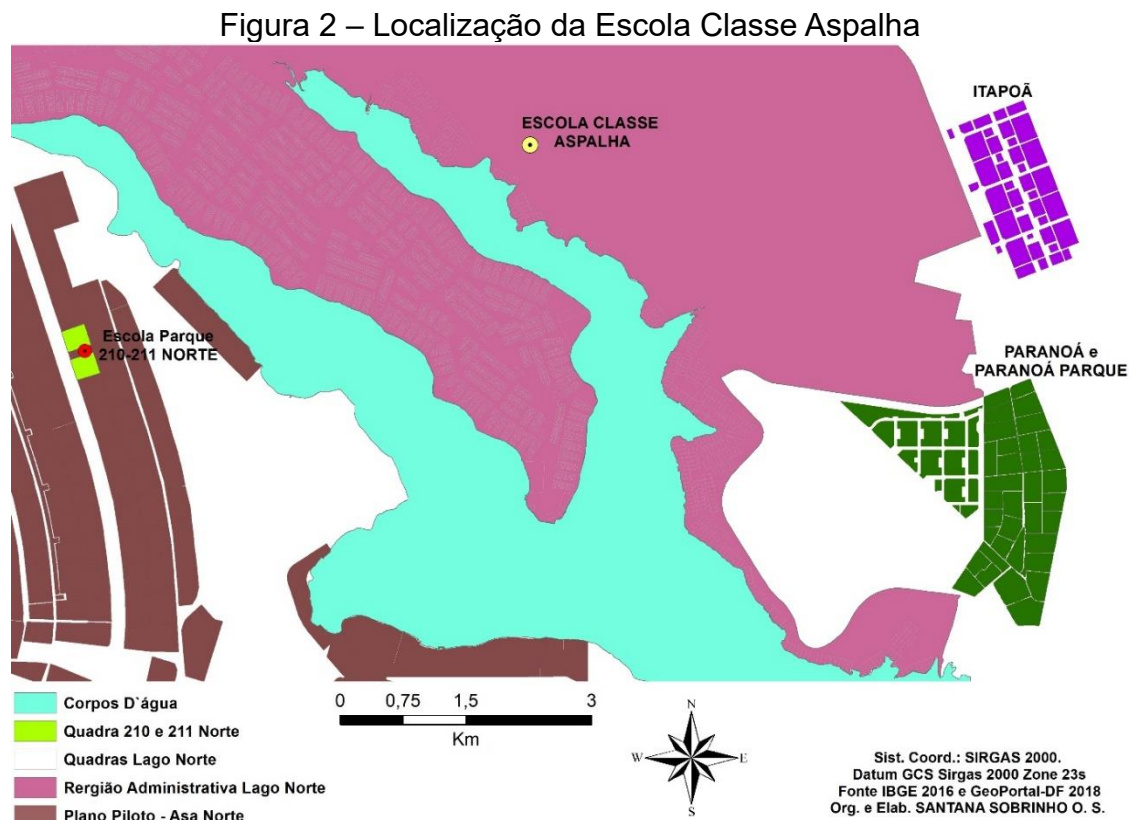 Figura 2 – Localização da Escola Classe Aspalha
ITAPOÃ
ESCOLA CLASSE
ASPALHA
Escola Parque
210-211 NORTE
PARANOÁ e
PARANOÁ PARQUE
Corpos D`água
Quadra 210 e 211 Norte
Quadras Lago Norte
Rergião Administrativa Lago Norte
Plano Piloto - Asa Norte
0 0,75 1,5 3
Km
N
W E
S
Sist. Coord.: SIRGAS 2000.
Datum GCS Sirgas 2000 Zone 23s
Fonte IBGE 2016 e GeoPortal-DF 2018
Org. e Elab. SANTANA SOBRINHO O. S.